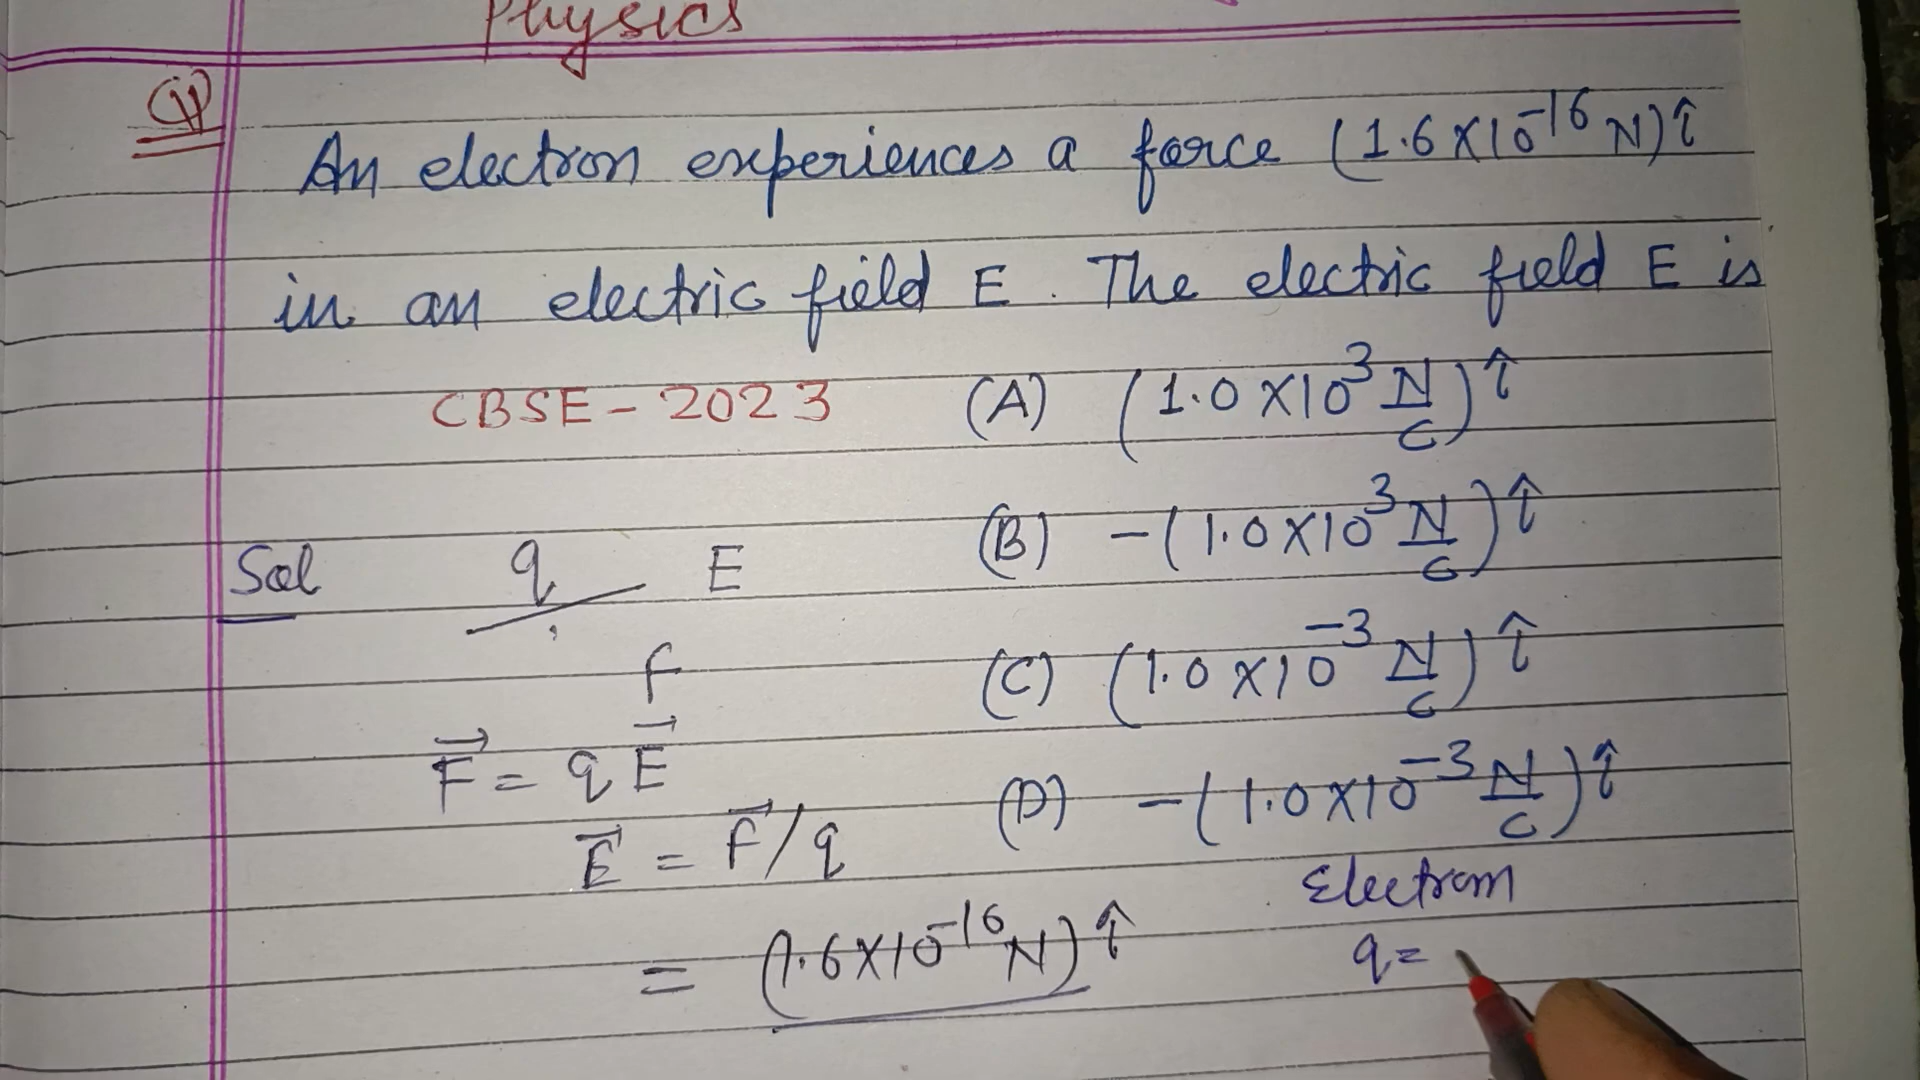 Physics
Q1
An electron experiences a force (1.6×10⁻¹⁶ N)î
in an electric field E. The electric field E is
CBSE-2023 (A) (1.0×10³ N/C)î
(B) -(1.0×10³ N/C)î
Sol q E
(C) (1.0×10⁻³ N/C)î
F
F⃗ = qE⃗
(D) -(1.0×10⁻³ N/C)î
E⃗ = F⃗/q
Electron
= (1.6×10⁻¹⁶ N)î
q=